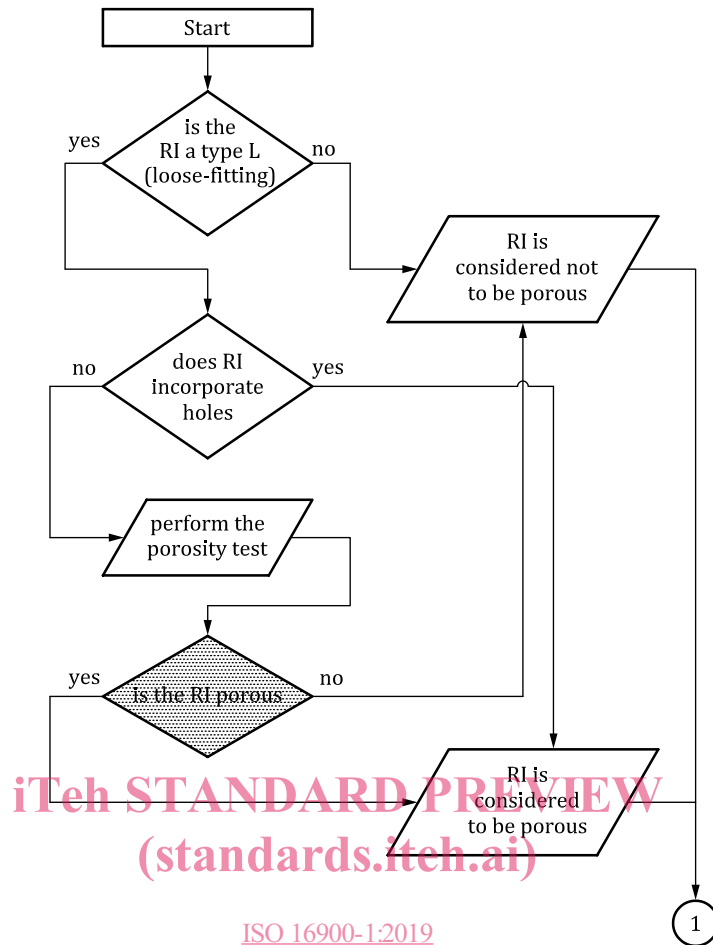 Start
is the
RI a type L
(loose-fitting)
yes
no
RI is
considered not
to be porous
does RI
incorporate
holes
no
yes
perform the
porosity test
is the RI porous
yes
no
RI is
considered
to be porous
iTeh STANDARD PREVIEW
(standards.iteh.ai)
1
ISO 16900-1:2019